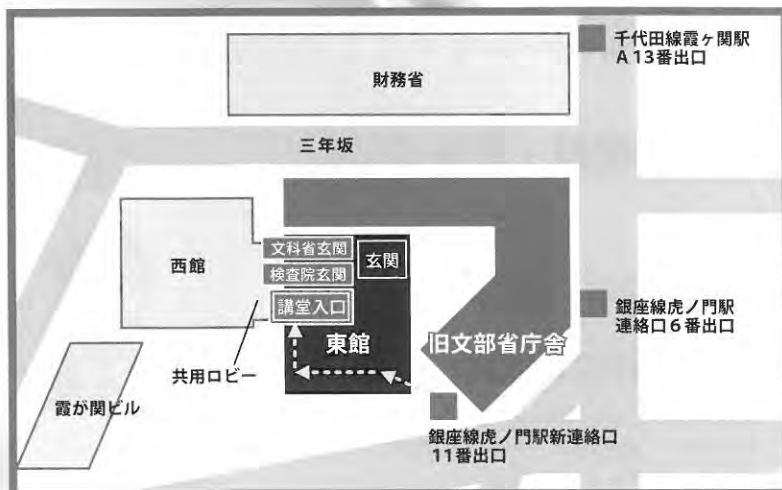 千代田線霞ヶ関駅
A13番出口
財務省
三年坂
西館
文科省玄関
検査院玄関
講堂入口
玄関
東館
旧文部省庁舎
銀座線虎ノ門駅
連絡口6番出口
共用ロビー
霞が関ビル
銀座線虎ノ門駅新連絡口
11番出口